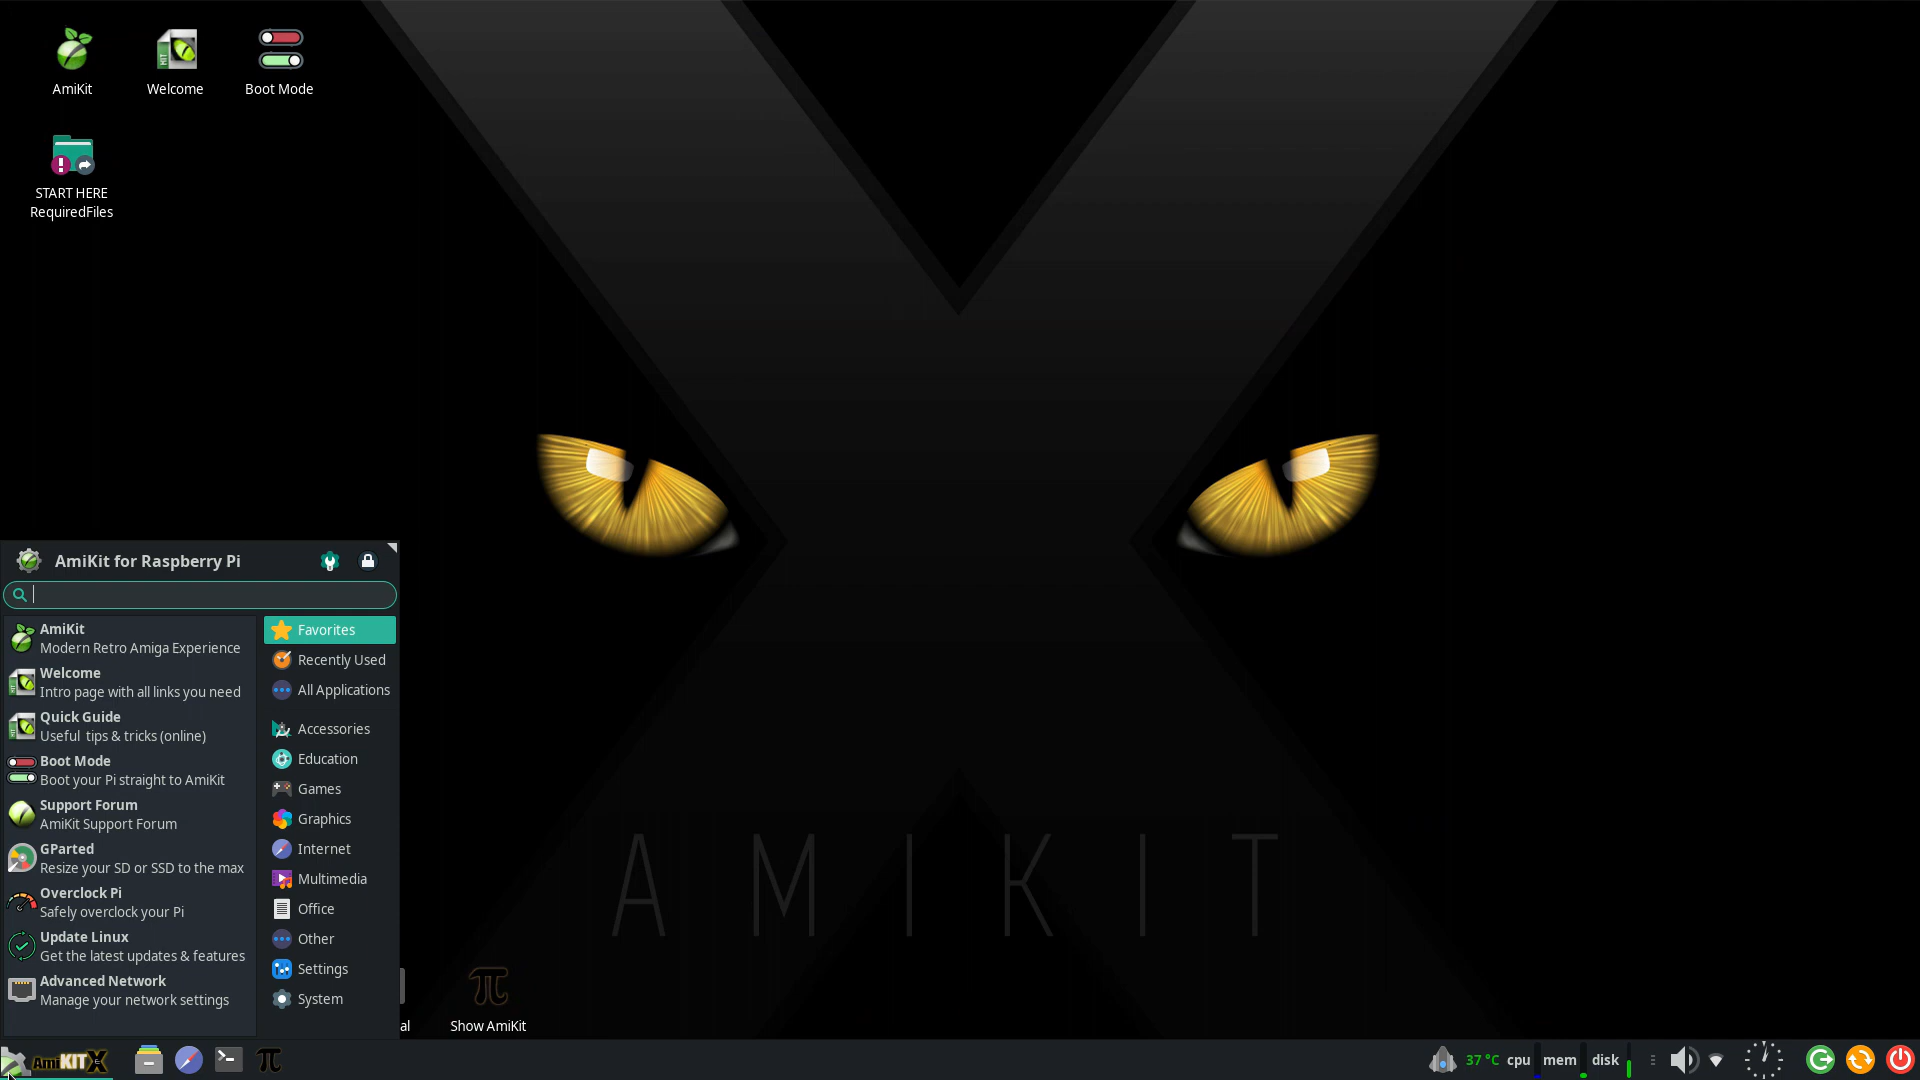 AmiKit
Welcome
Boot Mode
START HERE
RequiredFiles
AmiKit for Raspberry Pi
AmiKit
Modern Retro Amiga Experience
Welcome
Intro page with all links you need
Quick Guide
Useful tips & tricks (online)
Boot Mode
Boot your Pi straight to AmiKit
Support Forum
AmiKit Support Forum
GParted
Resize your SD or SSD to the max
Overclock Pi
Safely overclock your Pi
Update Linux
Get the latest updates & features
Advanced Network
Manage your network settings
Favorites
Recently Used
All Applications
Accessories
Education
Games
Graphics
Internet
Multimedia
Office
Other
Settings
System
AMIKIT
al
π
Show AmiKit
AmiKIT X
π
37 °C cpu mem disk